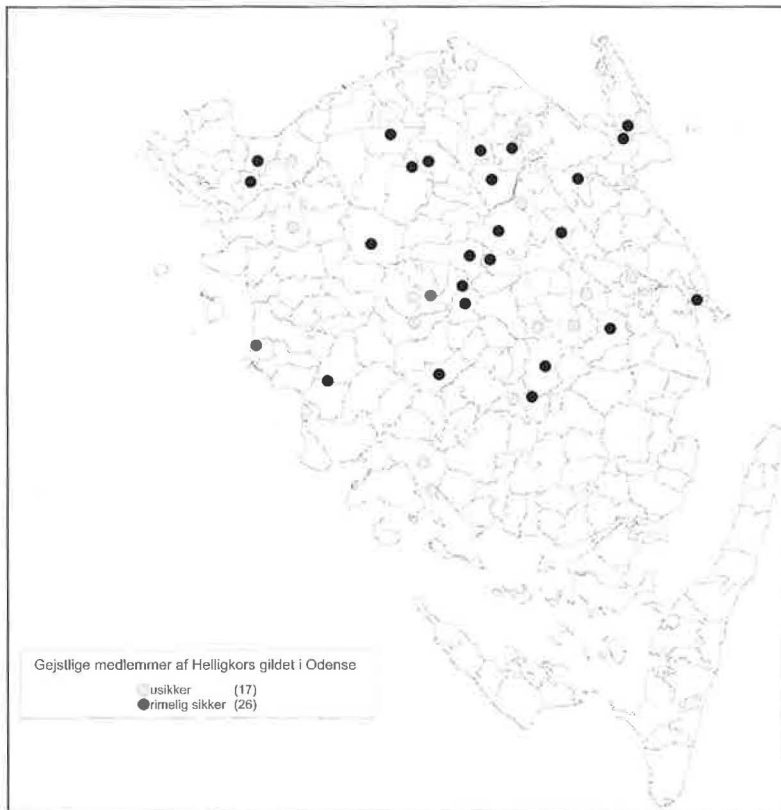 Gejstlige medlemmer af Helligkors gildet i Odense
usikker (17)
rimelig sikker (26)